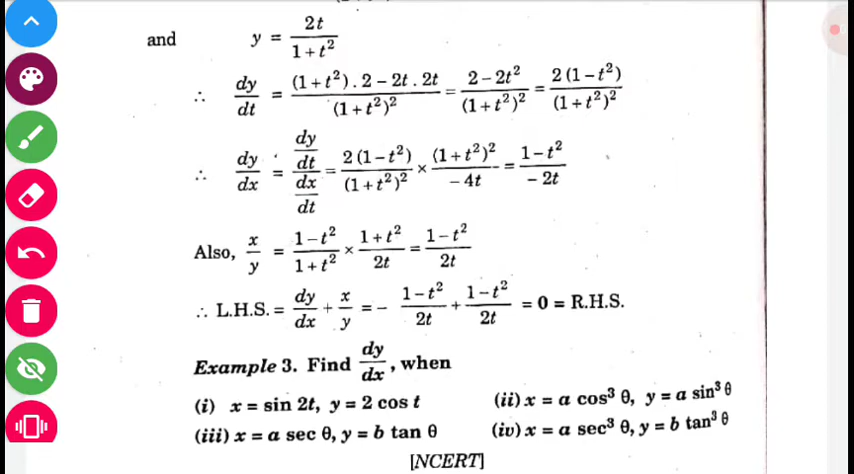 and y = 2t / (1 + t²)
∴ dy/dt = ((1 + t²) . 2 − 2t . 2t) / (1 + t²)² = (2 − 2t²) / (1 + t²)² = 2 (1 − t²) / (1 + t²)²
∴ dy/dx = (dy/dt) / (dx/dt) = 2 (1 − t²) / (1 + t²)² × (1 + t²)² / − 4t = (1 − t²) / − 2t
Also, x/y = (1 − t²) / (1 + t²) × (1 + t²) / 2t = (1 − t²) / 2t
∴ L.H.S. = dy/dx + x/y = − (1 − t²) / 2t + (1 − t²) / 2t = 0 = R.H.S.
Example 3. Find dy/dx, when
(i) x = sin 2t, y = 2 cos t (ii) x = a cos³ θ, y = a sin³ θ
(iii) x = a sec θ, y = b tan θ (iv) x = a sec³ θ, y = b tan³ θ
[NCERT]